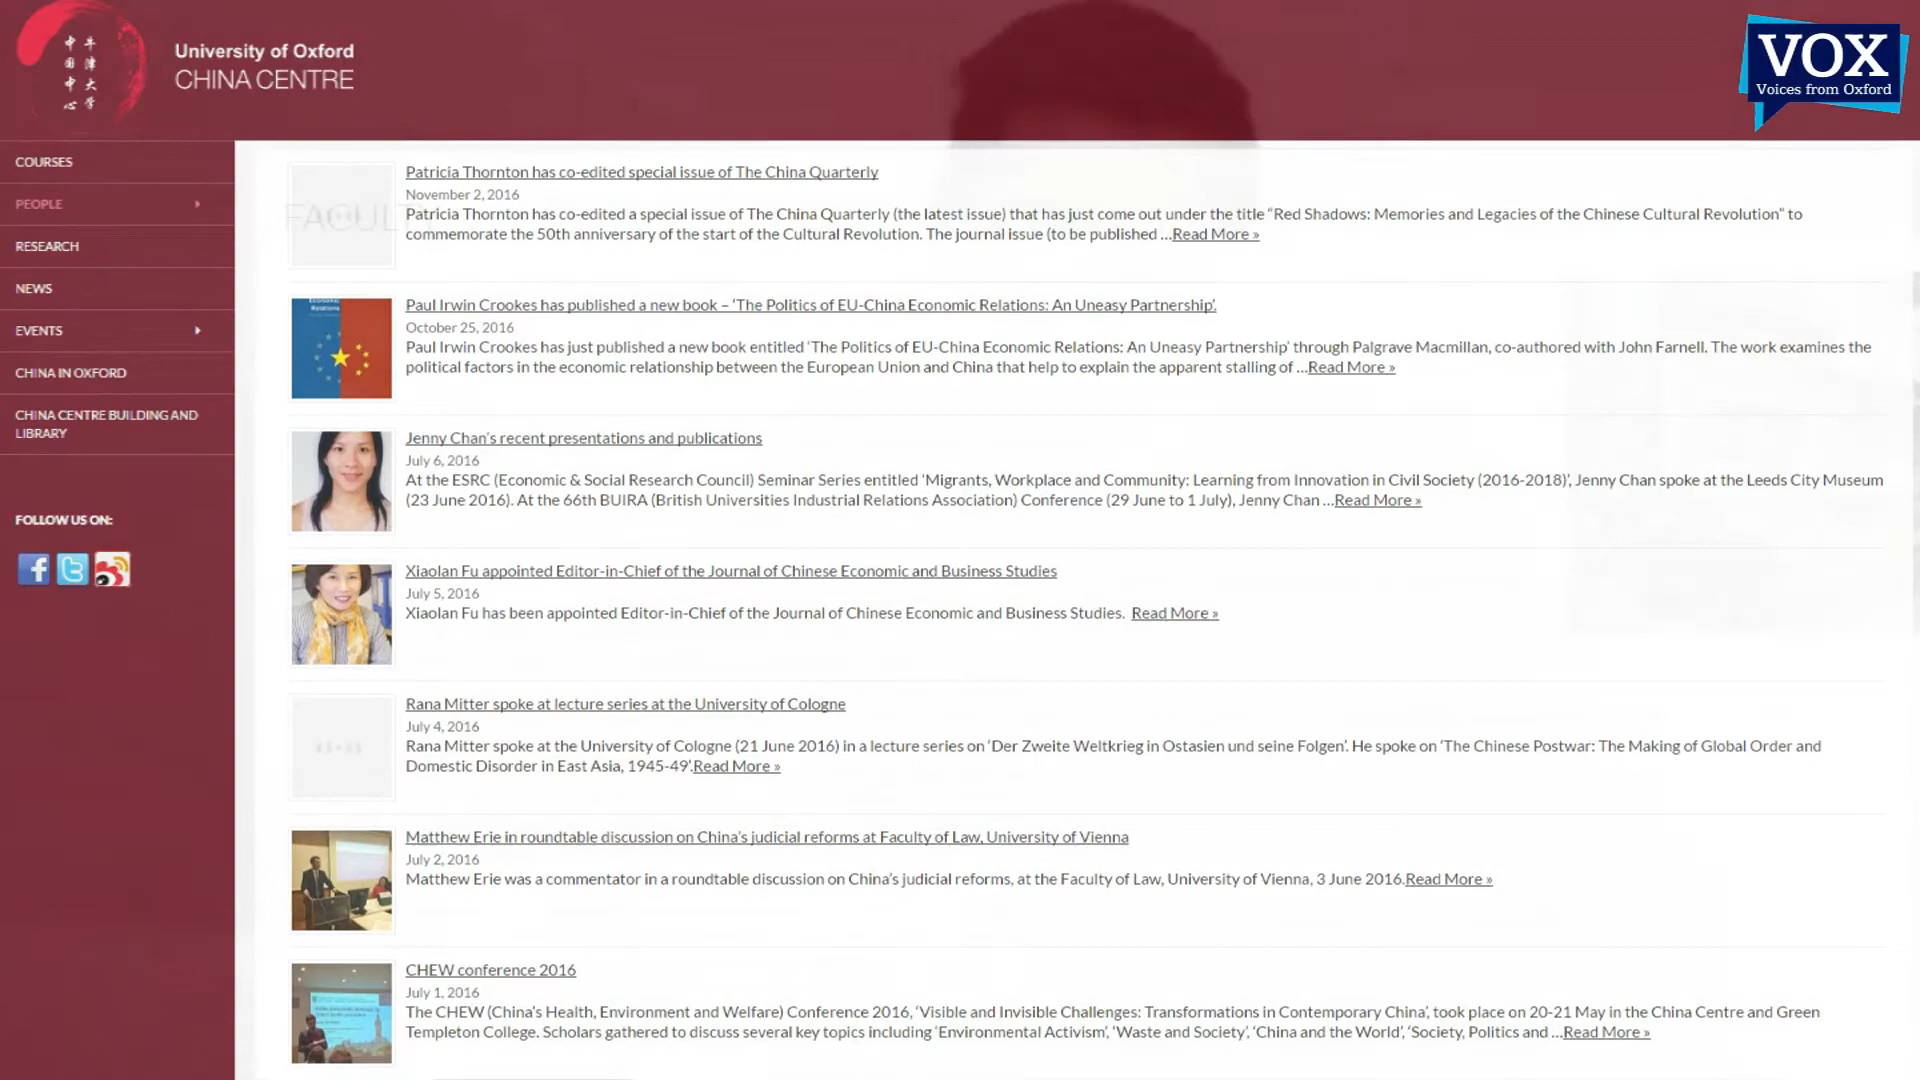 中 牛
国 津
中 大
心 学
University of Oxford
CHINA CENTRE
VOX
Voices from Oxford
COURSES
PEOPLE
RESEARCH
NEWS
EVENTS
CHINA IN OXFORD
CHINA CENTRE BUILDING AND
LIBRARY
FOLLOW US ON:
FACULTY
Patricia Thornton has co-edited special issue of The China Quarterly
November 2, 2016
Patricia Thornton has co-edited a special issue of The China Quarterly (the latest issue) that has just come out under the title “Red Shadows: Memories and Legacies of the Chinese Cultural Revolution” to
commemorate the 50th anniversary of the start of the Cultural Revolution. The journal issue (to be published ...Read More »
Paul Irwin Crookes has published a new book – ‘The Politics of EU-China Economic Relations: An Uneasy Partnership’.
October 25, 2016
Paul Irwin Crookes has just published a new book entitled ‘The Politics of EU-China Economic Relations: An Uneasy Partnership’ through Palgrave Macmillan, co-authored with John Farnell. The work examines the
political factors in the economic relationship between the European Union and China that help to explain the apparent stalling of ...Read More »
Jenny Chan’s recent presentations and publications
July 6, 2016
At the ESRC (Economic & Social Research Council) Seminar Series entitled ‘Migrants, Workplace and Community: Learning from Innovation in Civil Society (2016-2018)’, Jenny Chan spoke at the Leeds City Museum
(23 June 2016). At the 66th BUIRA (British Universities Industrial Relations Association) Conference (29 June to 1 July), Jenny Chan ...Read More »
Xiaolan Fu appointed Editor-in-Chief of the Journal of Chinese Economic and Business Studies
July 5, 2016
Xiaolan Fu has been appointed Editor-in-Chief of the Journal of Chinese Economic and Business Studies. Read More »
Rana Mitter spoke at lecture series at the University of Cologne
July 4, 2016
Rana Mitter spoke at the University of Cologne (21 June 2016) in a lecture series on ‘Der Zweite Weltkrieg in Ostasien und seine Folgen’. He spoke on ‘The Chinese Postwar: The Making of Global Order and
Domestic Disorder in East Asia, 1945-49’.Read More »
Matthew Erie in roundtable discussion on China’s judicial reforms at Faculty of Law, University of Vienna
July 2, 2016
Matthew Erie was a commentator in a roundtable discussion on China’s judicial reforms, at the Faculty of Law, University of Vienna, 3 June 2016.Read More »
CHEW conference 2016
July 1, 2016
The CHEW (China’s Health, Environment and Welfare) Conference 2016, ‘Visible and Invisible Challenges: Transformations in Contemporary China’, took place on 20-21 May in the China Centre and Green
Templeton College. Scholars gathered to discuss several key topics including ‘Environmental Activism’, ‘Waste and Society’, ‘China and the World’, ‘Society, Politics and ...Read More »